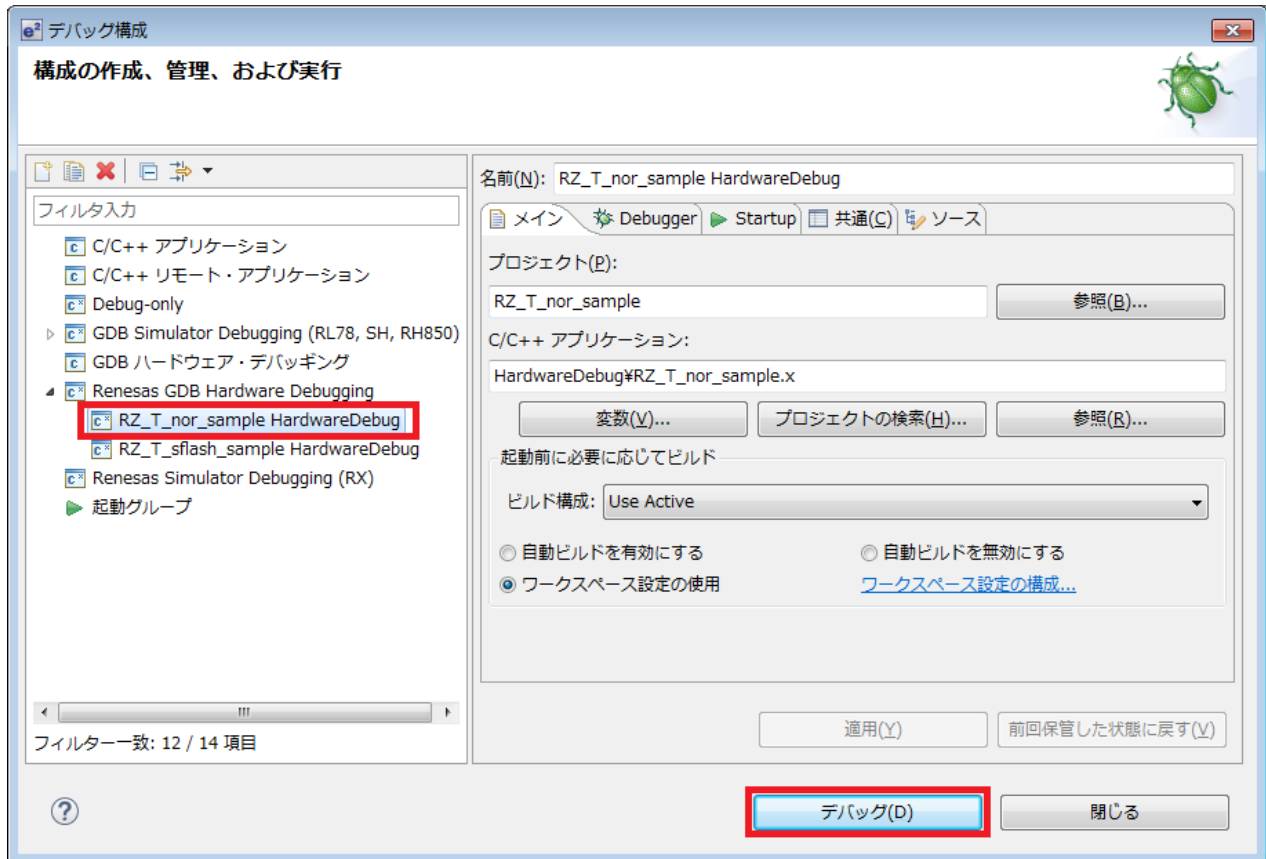 e² デバッグ構成
構成の作成、管理、および実行
フィルタ入力
C/C++ アプリケーション
C/C++ リモート・アプリケーション
Debug-only
GDB Simulator Debugging (RL78, SH, RH850)
GDB ハードウェア・デバッギング
Renesas GDB Hardware Debugging
RZ_T_nor_sample HardwareDebug
RZ_T_sflash_sample HardwareDebug
Renesas Simulator Debugging (RX)
起動グループ
フィルター一致: 12 / 14 項目
名前(N): RZ_T_nor_sample HardwareDebug
メイン Debugger Startup 共通(C) ソース
プロジェクト(P):
RZ_T_nor_sample 参照(B)...
C/C++ アプリケーション:
HardwareDebug¥RZ_T_nor_sample.x
変数(V)... プロジェクトの検索(H)... 参照(R)...
起動前に必要に応じてビルド
ビルド構成: Use Active
自動ビルドを有効にする 自動ビルドを無効にする
ワークスペース設定の使用 ワークスペース設定の構成...
適用(Y) 前回保管した状態に戻す(V)
? デバッグ(D) 閉じる